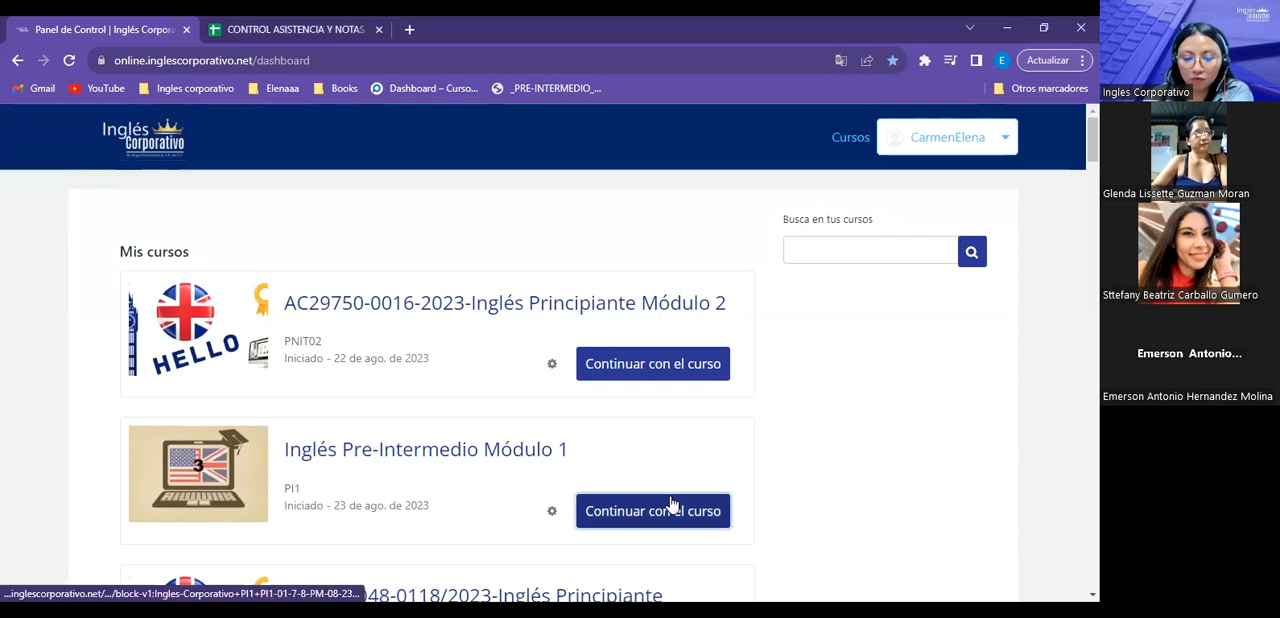 Panel de Control | Inglés Corpor
CONTROL ASISTENCIA Y NOTAS
online.inglescorporativo.net/dashboard
E
Actualizar
Gmail
YouTube
Ingles corporativo
Elenaaa
Books
Dashboard – Curso...
_PRE-INTERMEDIO_...
Otros marcadores
Inglés
Corporativo
Cursos
CarmenElena
Busca en tus cursos
Mis cursos
HELLO
AC29750-0016-2023-Inglés Principiante Módulo 2
PNIT02
Iniciado - 22 de ago. de 2023
Continuar con el curso
3
Inglés Pre-Intermedio Módulo 1
PI1
Iniciado - 23 de ago. de 2023
Continuar con el curso
048-0118/2023-Inglés Principiante
...inglescorporativo.net/.../block-v1:Ingles-Corporativo+PI1+PI1-01-7-8-PM-08-23...
Ingles Corporativo
Glenda Lissette Guzman Moran
Sttefany Beatriz Carballo Gumero
Emerson Antonio...
Emerson Antonio Hernandez Molina